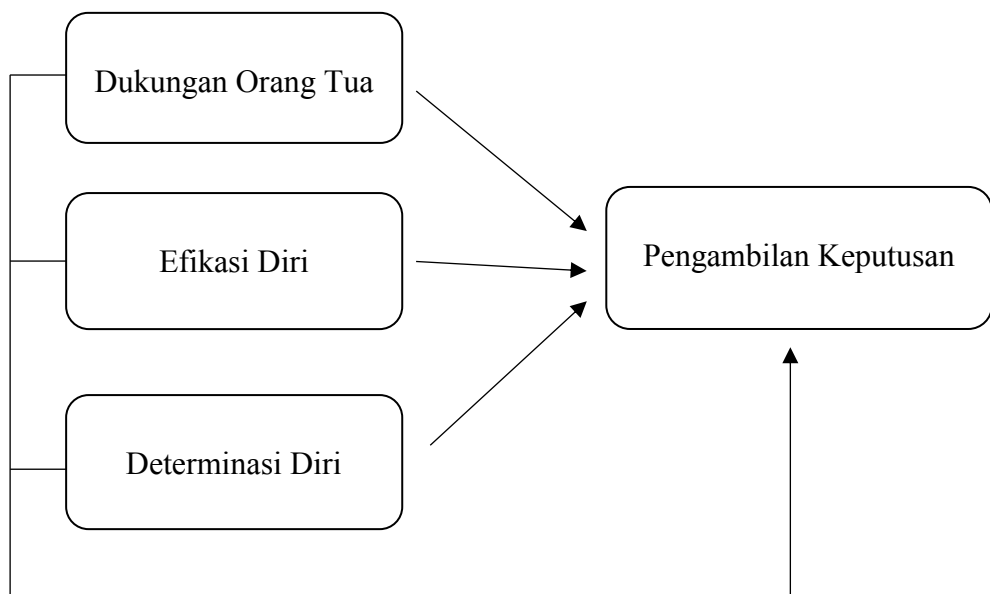 Dukungan Orang Tua
Efikasi Diri
Pengambilan Keputusan
Determinasi Diri